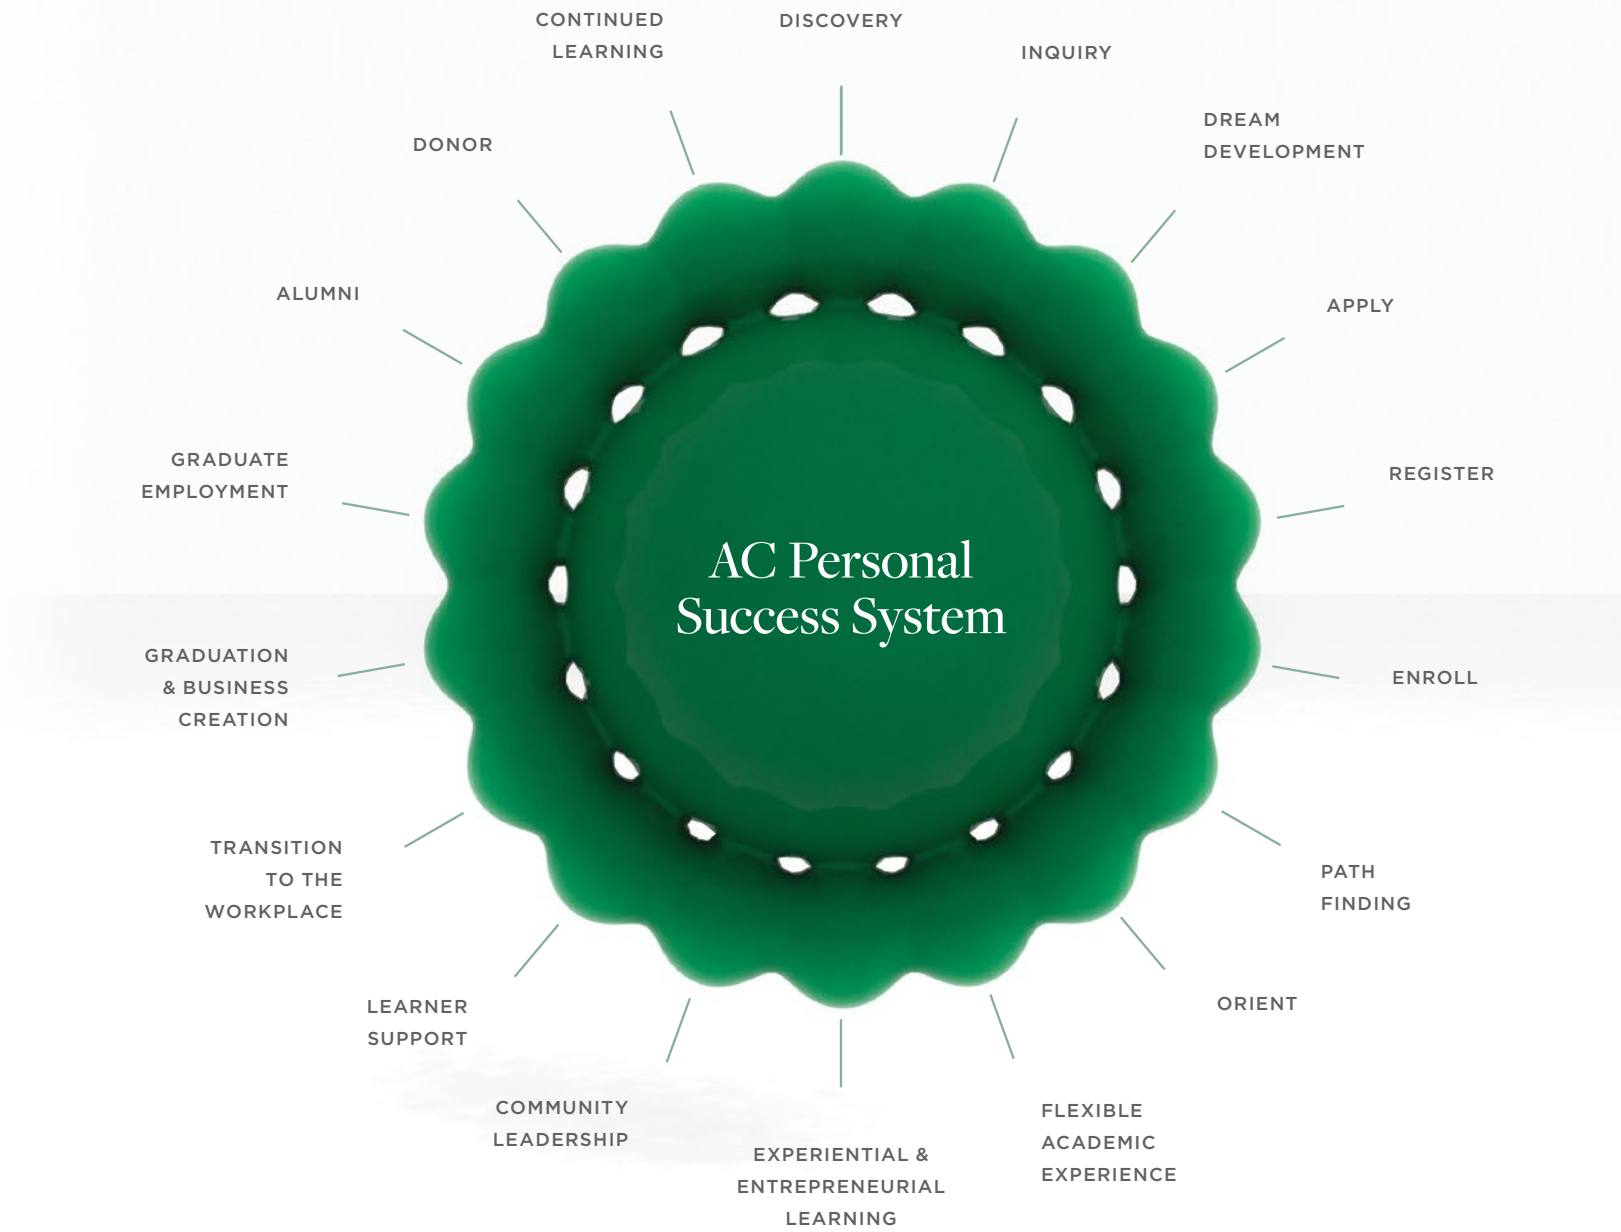 DISCOVERY
INQUIRY
DREAM
DEVELOPMENT
APPLY
REGISTER
ENROLL
PATH
FINDING
ORIENT
FLEXIBLE
ACADEMIC
EXPERIENCE
EXPERIENTIAL &
ENTREPRENEURIAL
LEARNING
COMMUNITY
LEADERSHIP
LEARNER
SUPPORT
TRANSITION
TO THE
WORKPLACE
GRADUATION
& BUSINESS
CREATION
GRADUATE
EMPLOYMENT
ALUMNI
DONOR
CONTINUED
LEARNING
AC Personal
Success System